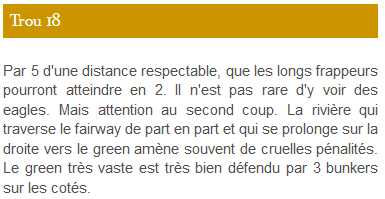 Trou 18
Par 5 d'une distance respectable, que les longs frappeurs
pourront atteindre en 2. Il n'est pas rare d'y voir des
eagles. Mais attention au second coup. La rivière qui
traverse le fairway de part en part et qui se prolonge sur la
droite vers le green amène souvent de cruelles pénalités.
Le green très vaste est très bien défendu par 3 bunkers
sur les cotés.